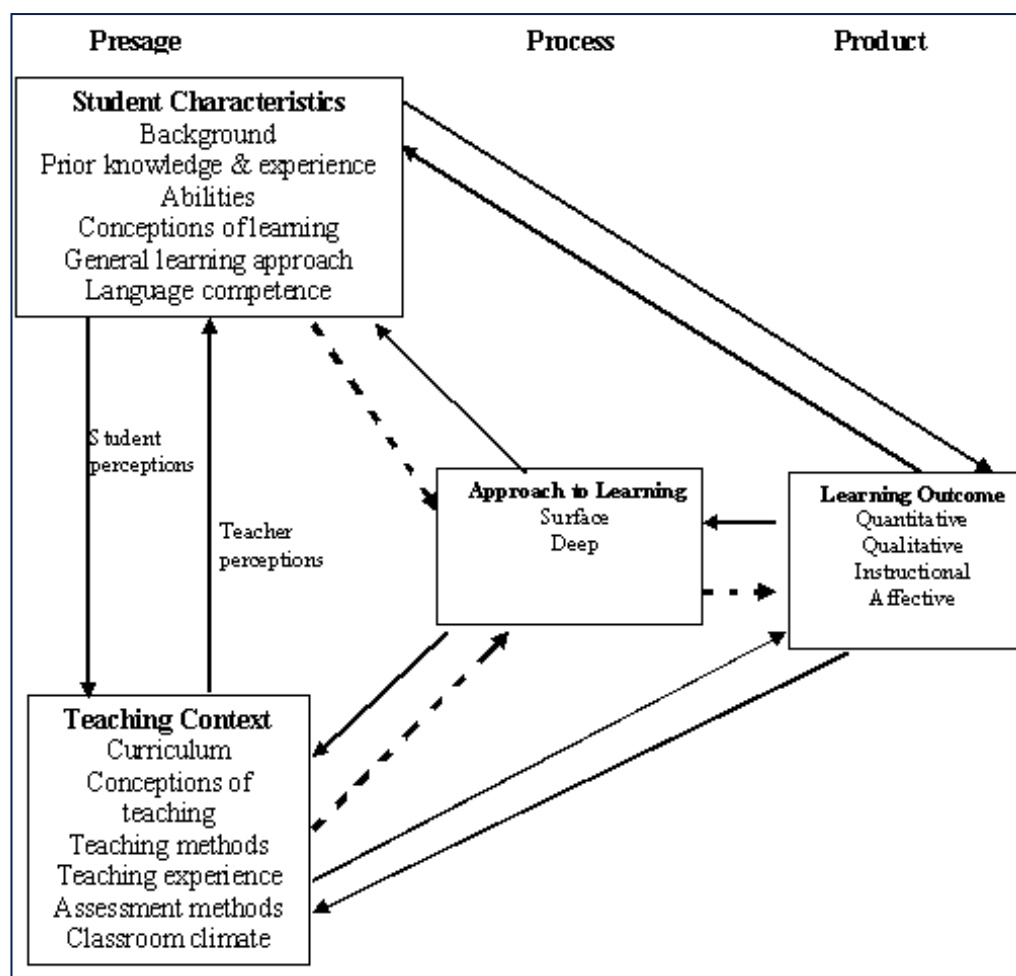 Presage
Process
Product
Student Characteristics
Background
Prior knowledge & experience
Abilities
Conceptions of learning
General learning approach
Language competence
Student
perceptions
Teacher
perceptions
Approach to Learning
Surface
Deep
Learning Outcome
Quantitative
Qualitative
Instructional
Affective
Teaching Context
Curriculum
Conceptions of
teaching
Teaching methods
Teaching experience
Assessment methods
Classroom climate